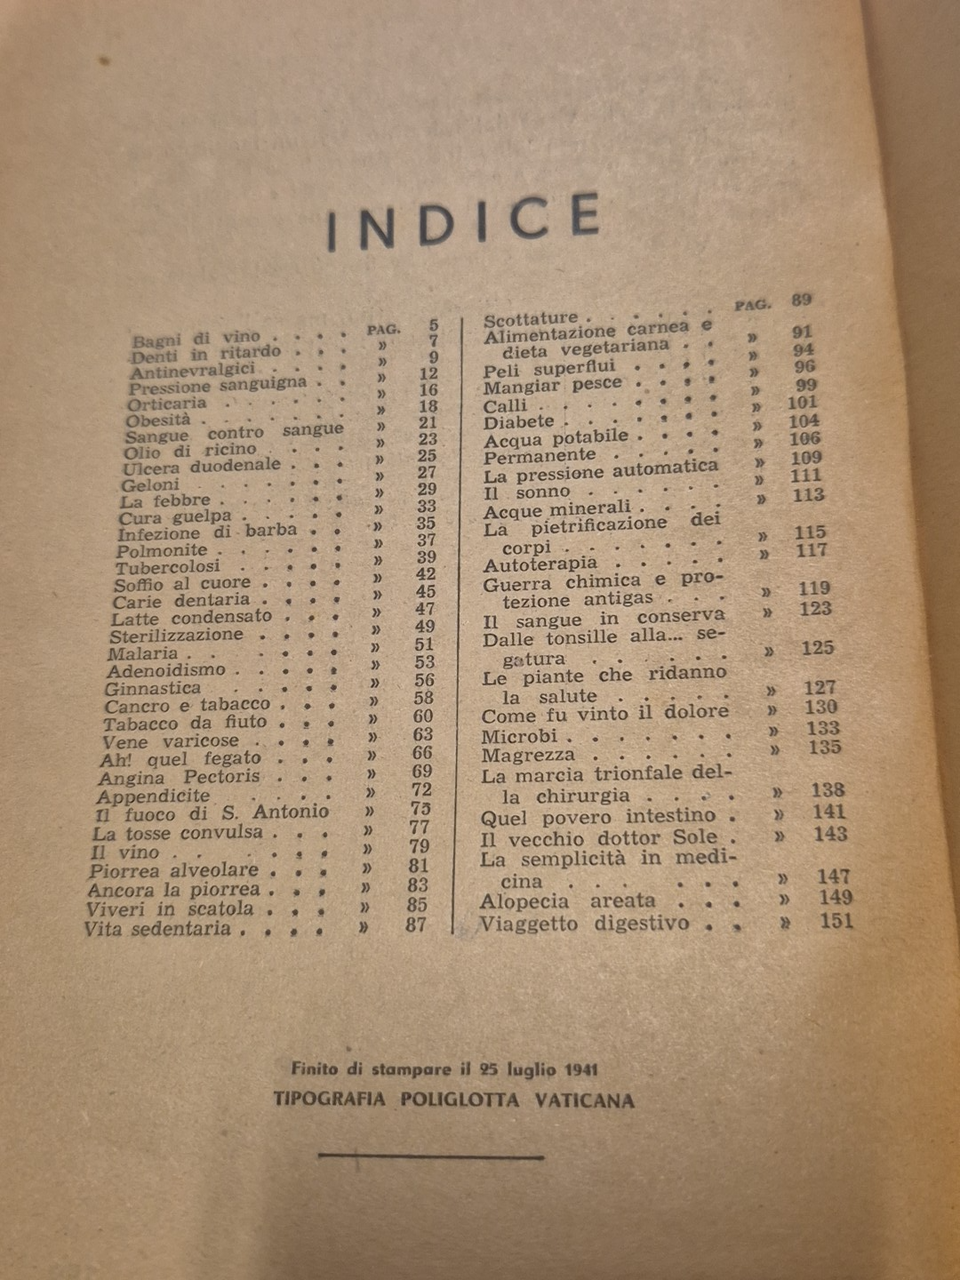 INDICE
Bagni di vino . . . . PAG. 5
Denti in ritardo . . . » 7
Antinevralgici . . . . » 9
Pressione sanguigna . . » 12
Orticaria . . . . . . » 16
Obesità . . . . . . » 18
Sangue contro sangue » 21
Olio di ricino . . . » 23
Ulcera duodenale . . . » 25
Geloni . . . . . . » 27
La febbre . . . . . » 29
Cura guelpa . . . . . » 33
Infezione di barba . . » 35
Polmonite . . . . . . » 37
Tubercolosi . . . . . » 39
Soffio al cuore . . . . » 42
Carie dentaria . . . . » 45
Latte condensato . . . » 47
Sterilizzazione . . . . » 49
Malaria . . . . . . » 51
Adenoidismo . . . . . » 53
Ginnastica . . . . . » 56
Cancro e tabacco . . . » 58
Tabacco da fiuto . . . » 60
Vene varicose . . . . » 63
Ah! quel fegato . . . » 66
Angina Pectoris . . . » 69
Appendicite . . . . » 72
Il fuoco di S. Antonio » 75
La tosse convulsa . . . » 77
Il vino . . . . . » 79
Piorrea alveolare . . . » 81
Ancora la piorrea . . . » 83
Viveri in scatola . . . » 85
Vita sedentaria . . . . » 87
Scottature . . . . . . PAG. 89
Alimentazione carnea e
dieta vegetariana . . » 91
Peli superflui . . . . » 94
Mangiar pesce . . . . » 96
Calli . . . . . . . » 99
Diabete . . . . . . » 101
Acqua potabile . . . . » 104
Permanente . . . . . » 106
La pressione automatica » 109
Il sonno . . . . . . » 111
Acque minerali . . . . » 113
La pietrificazione dei
corpi . . . . . . . » 115
Autoterapia . . . . . » 117
Guerra chimica e pro-
tezione antigas . . . » 119
Il sangue in conserva » 123
Dalle tonsille alla... se-
gatura . . . . . . » 125
Le piante che ridanno
la salute . . . . . » 127
Come fu vinto il dolore » 130
Microbi . . . . . . . » 133
Magrezza . . . . . . » 135
La marcia trionfale del-
la chirurgia . . . . » 138
Quel povero intestino . » 141
Il vecchio dottor Sole . » 143
La semplicità in medi-
cina . . . . . . » 147
Alopecia areata . . . » 149
Viaggetto digestivo . . » 151
Finito di stampare il 25 luglio 1941
TIPOGRAFIA POLIGLOTTA VATICANA